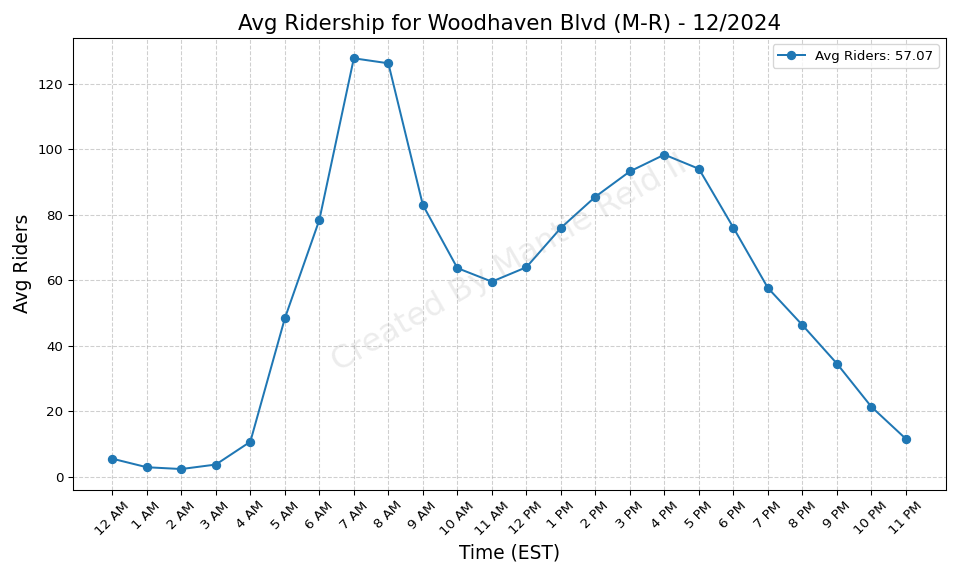 Avg Ridership for Woodhaven Blvd (M-R) - 12/2024
Avg Riders: 57.07
120
100
80
60
40
20
0
Avg Riders
Created By Mantie Reid II
12 AM
1 AM
2 AM
3 AM
4 AM
5 AM
6 AM
7 AM
8 AM
9 AM
10 AM
11 AM
12 PM
1 PM
2 PM
3 PM
4 PM
5 PM
6 PM
7 PM
8 PM
9 PM
10 PM
11 PM
Time (EST)